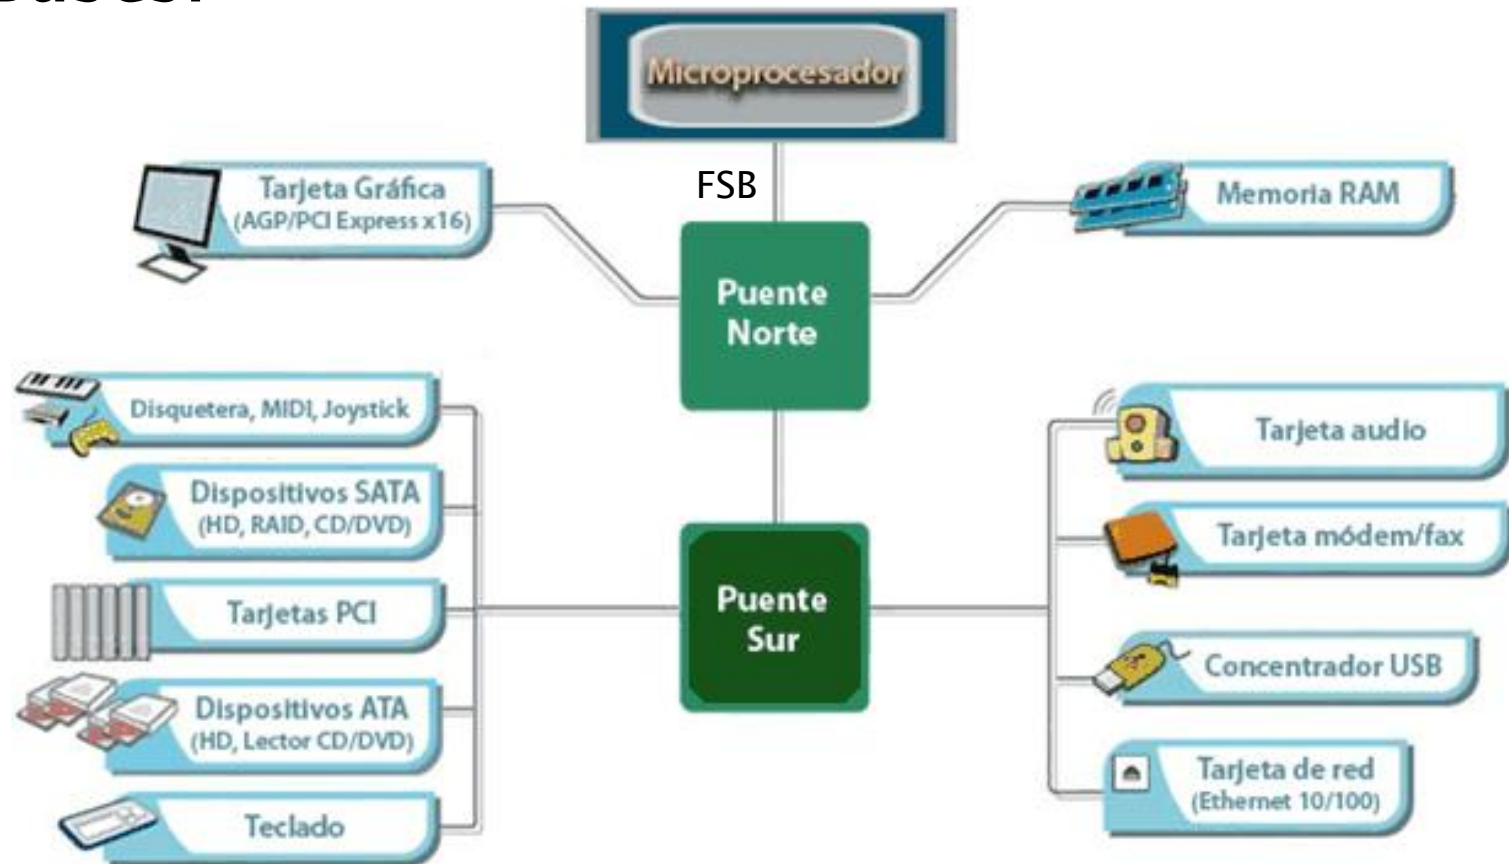 Microprocesador
FSB
Tarjeta Gráfica
(AGP/PCI Express x16)
Memoria RAM
Puente
Norte
Disquetera, MIDI, Joystick
Dispositivos SATA
(HD, RAID, CD/DVD)
Tarjetas PCI
Dispositivos ATA
(HD, Lector CD/DVD)
Teclado
Puente
Sur
Tarjeta audio
Tarjeta módem/fax
Concentrador USB
Tarjeta de red
(Ethernet 10/100)